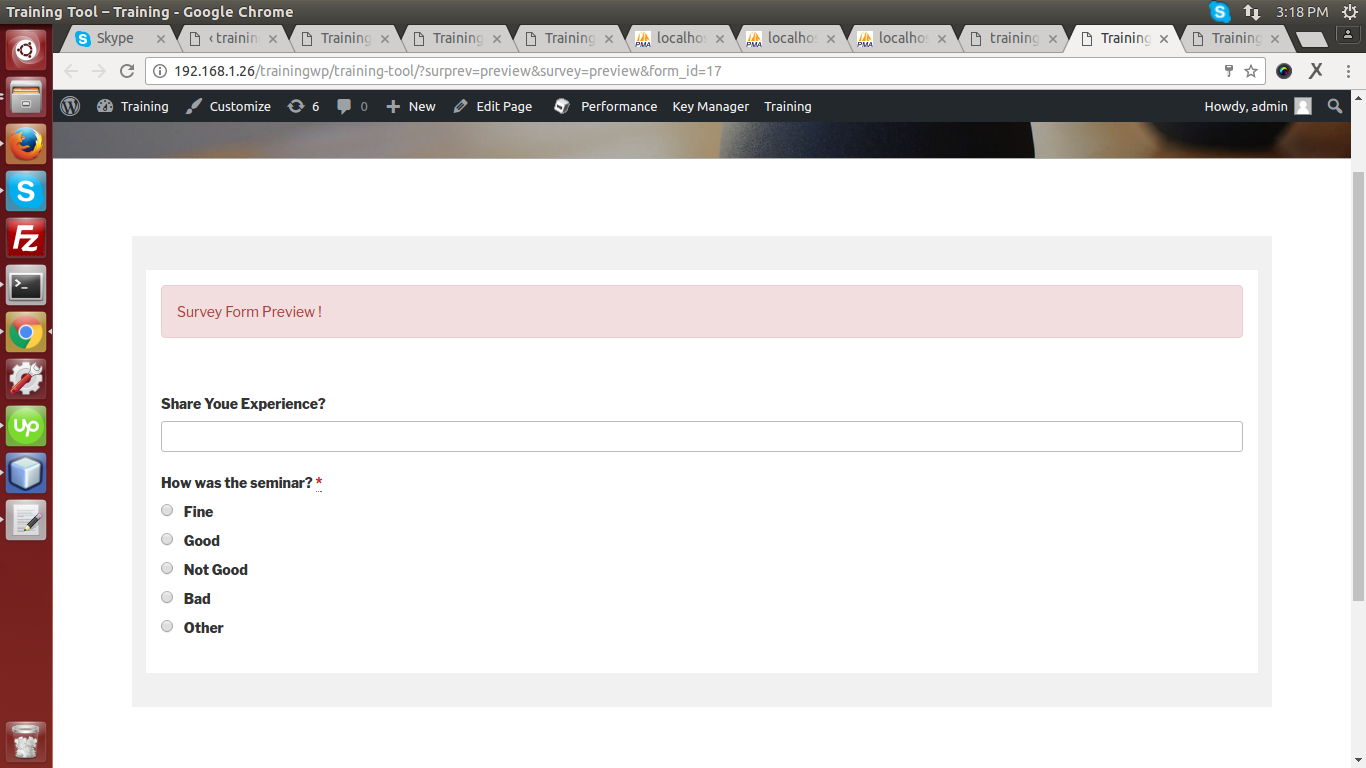 Training Tool – Training - Google Chrome
3:18 PM
Skype
‹ trainin
Training
Training
Training
localhos
localhos
localhos
training
Training
Training
192.168.1.26/trainingwp/training-tool/?surprev=preview&survey=preview&form_id=17
Training
Customize
6
0
New
Edit Page
Performance
Key Manager
Training
Howdy, admin
Survey Form Preview !
Share Youe Experience?
How was the seminar? *
Fine
Good
Not Good
Bad
Other